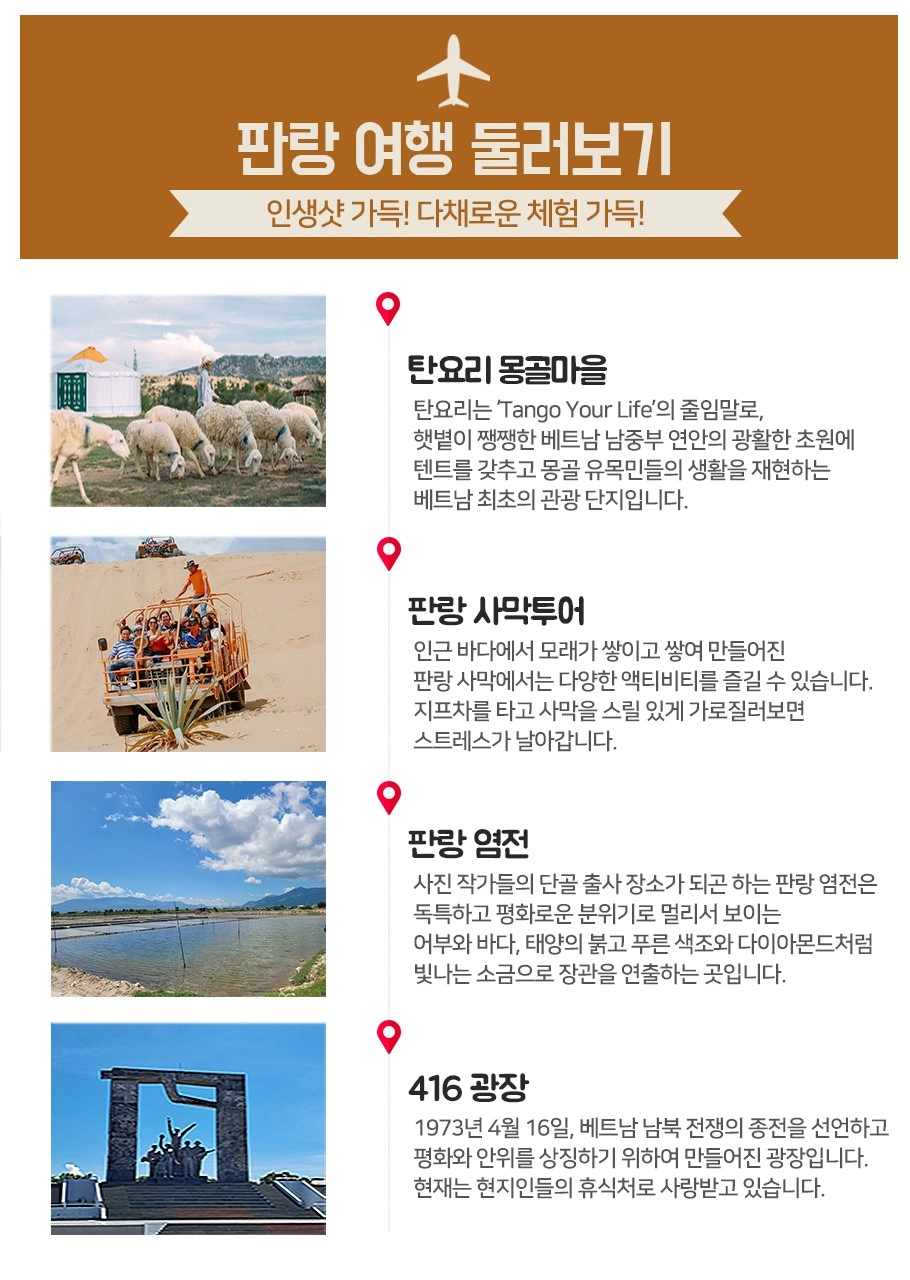 판랑 여행 둘러보기
인생샷 가득! 다채로운 체험 가득!
탄요리 몽골마을
탄요리는 ‘Tango Your Life’의 줄임말로,
햇볕이 쨍쨍한 베트남 남중부 연안의 광활한 초원에
텐트를 갖추고 몽골 유목민들의 생활을 재현하는
베트남 최초의 관광 단지입니다.
판랑 사막투어
인근 바다에서 모래가 쌓이고 쌓여 만들어진
판랑 사막에서는 다양한 액티비티를 즐길 수 있습니다.
지프차를 타고 사막을 스릴 있게 가로질러보면
스트레스가 날아갑니다.
판랑 염전
사진 작가들의 단골 출사 장소가 되곤 하는 판랑 염전은
독특하고 평화로운 분위기로 멀리서 보이는
어부와 바다, 태양의 붉고 푸른 색조와 다이아몬드처럼
빛나는 소금으로 장관을 연출하는 곳입니다.
416 광장
1973년 4월 16일, 베트남 남북 전쟁의 종전을 선언하고
평화와 안위를 상징하기 위하여 만들어진 광장입니다.
현재는 현지인들의 휴식처로 사랑받고 있습니다.